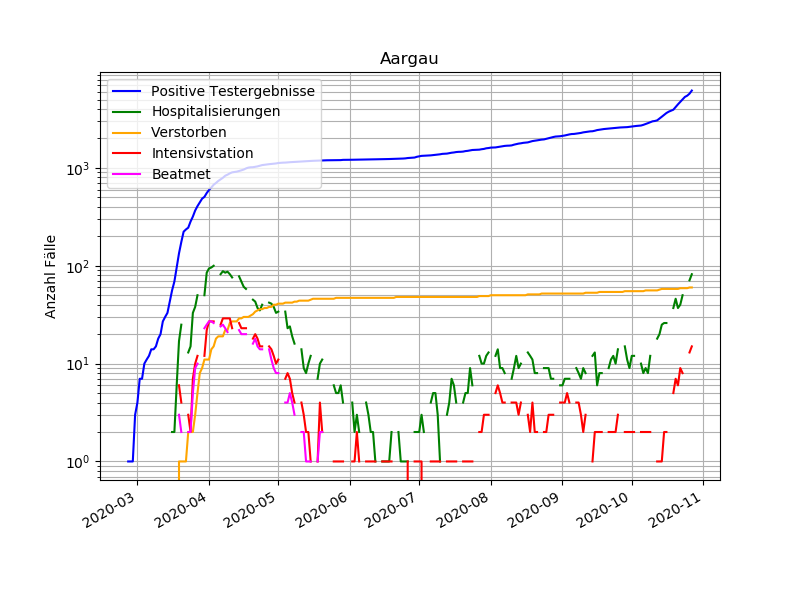 Aargau
Positive Testergebnisse
Hospitalisierungen
Verstorben
Intensivstation
Beatmet
Anzahl Fälle
10³
10²
10¹
10⁰
2020-03
2020-04
2020-05
2020-06
2020-07
2020-08
2020-09
2020-10
2020-11